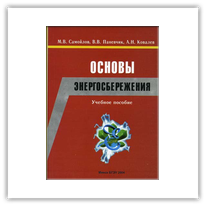 М.В. Самойлов, В.В. Паневчик, А.Н. Ковалев
ОСНОВЫ
ЭНЕРГОСБЕРЕЖЕНИЯ
Учебное пособие